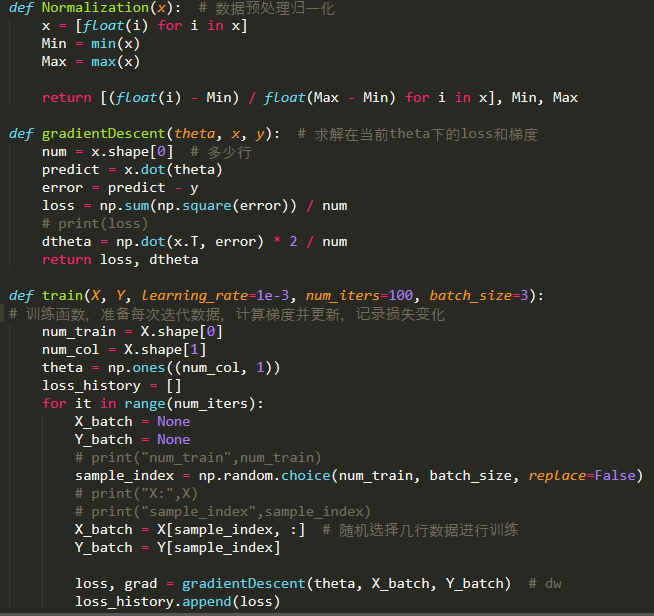 def Normalization(x):  # 数据预处理归一化
    x = [float(i) for i in x]
    Min = min(x)
    Max = max(x)

    return [(float(i) - Min) / float(Max - Min) for i in x], Min, Max

def gradientDescent(theta, x, y):  # 求解在当前theta下的loss和梯度
    num = x.shape[0]  # 多少行
    predict = x.dot(theta)
    error = predict - y
    loss = np.sum(np.square(error)) / num
    # print(loss)
    dtheta = np.dot(x.T, error) * 2 / num
    return loss, dtheta

def train(X, Y, learning_rate=1e-3, num_iters=100, batch_size=3):
# 训练函数，准备每次迭代数据，计算梯度并更新，记录损失变化
    num_train = X.shape[0]
    num_col = X.shape[1]
    theta = np.ones((num_col, 1))
    loss_history = []
    for it in range(num_iters):
        X_batch = None
        Y_batch = None
        # print("num_train",num_train)
        sample_index = np.random.choice(num_train, batch_size, replace=False)
        # print("X:",X)
        # print("sample_index",sample_index)
        X_batch = X[sample_index, :]  # 随机选择几行数据进行训练
        Y_batch = Y[sample_index]

        loss, grad = gradientDescent(theta, X_batch, Y_batch)  # dw
        loss_history.append(loss)